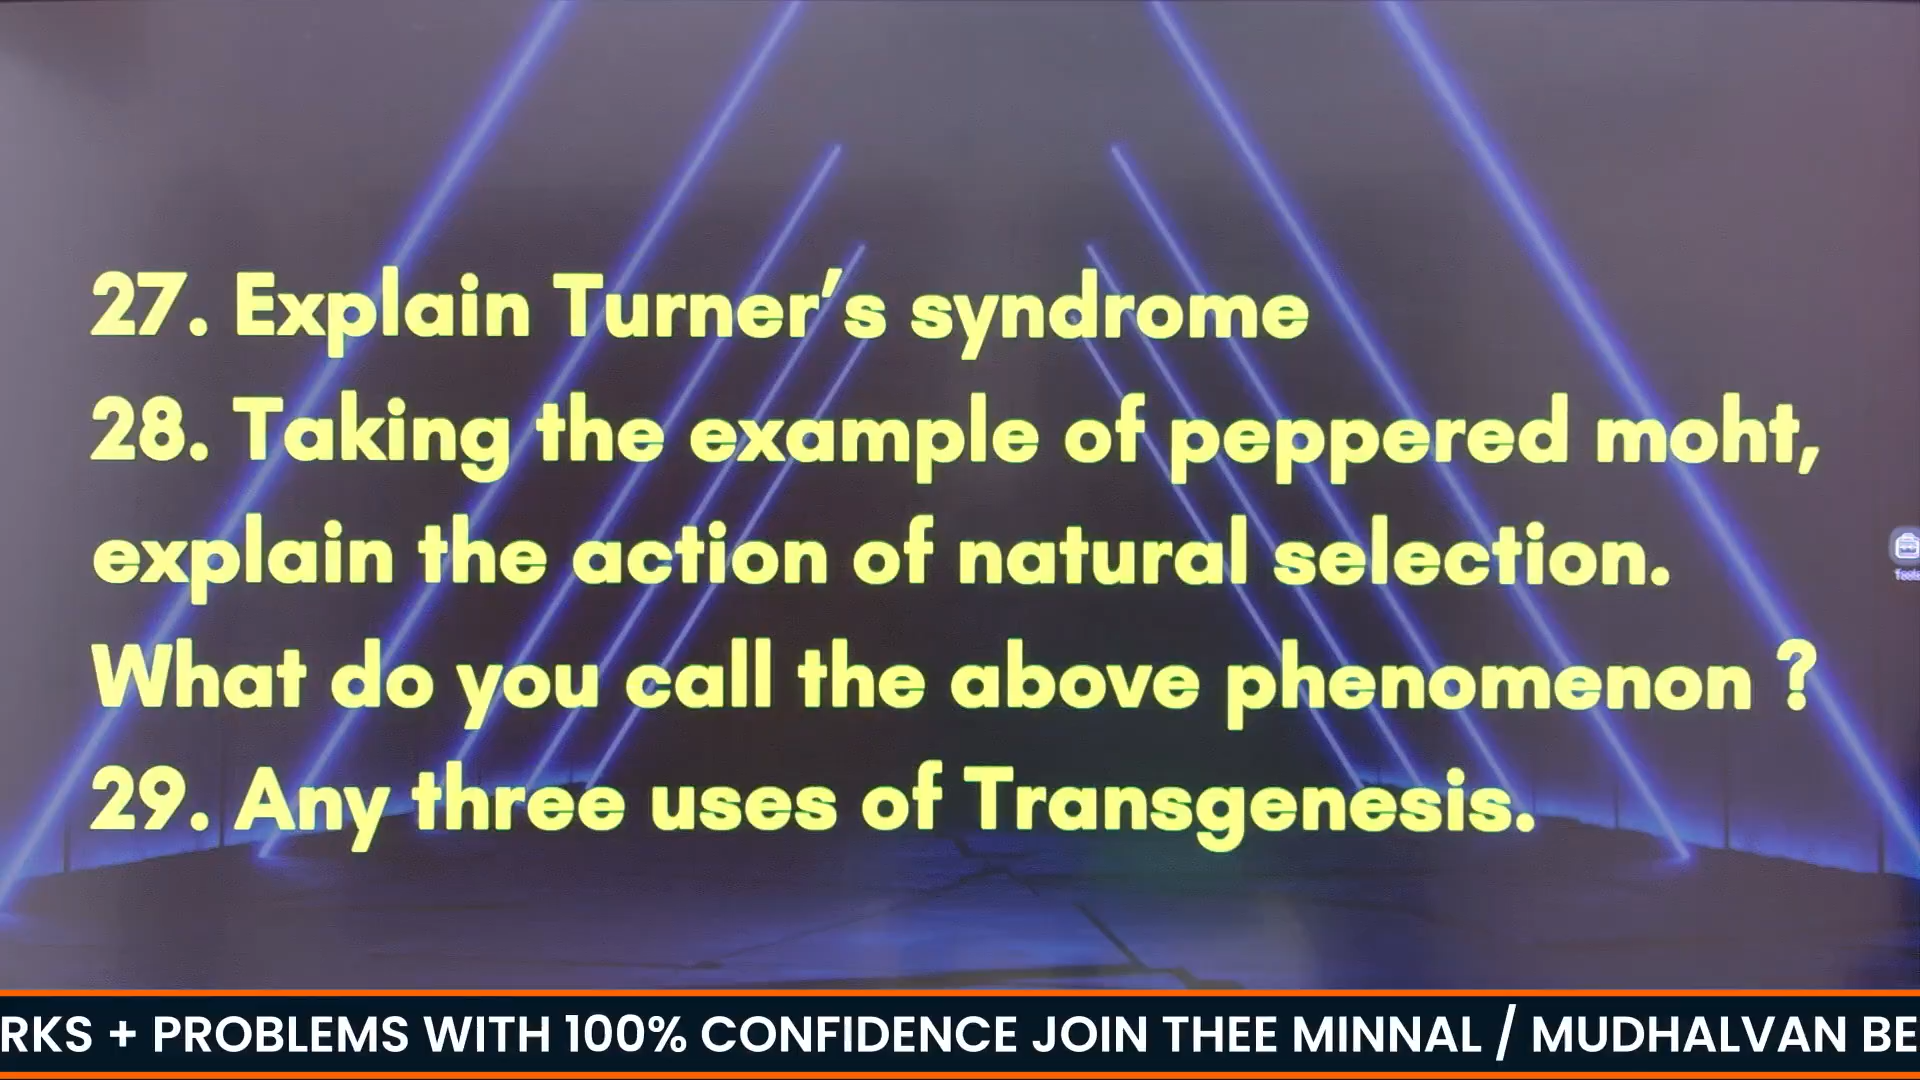 27. Explain Turner's syndrome
28. Taking the example of peppered moht,
explain the action of natural selection.
What do you call the above phenomenon ?
29. Any three uses of Transgenesis.
RKS + PROBLEMS WITH 100% CONFIDENCE JOIN THEE MINNAL / MUDHALVAN BE